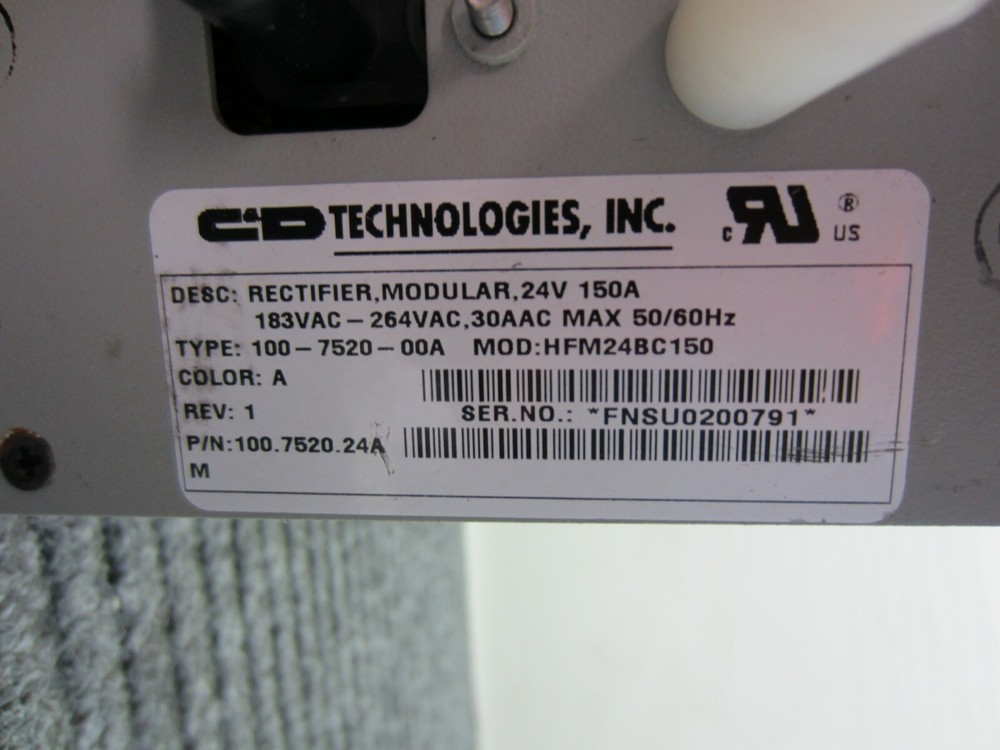 C&D TECHNOLOGIES, INC.
c RU ® US
DESC: RECTIFIER,MODULAR,24V 150A
183VAC – 264VAC,30AAC MAX 50/60Hz
TYPE: 100 – 7520 – 00A MOD:HFM24BC150
COLOR: A
REV: 1 SER.NO.: *FNSU0200791*
P/N:100.7520.24A
M